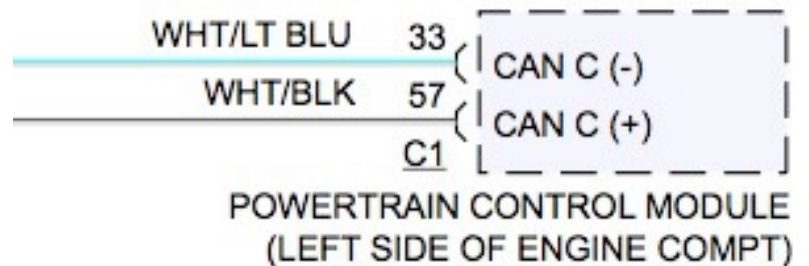 WHT/LT BLU 33
CAN C (-)
WHT/BLK 57
CAN C (+)
C1
POWERTRAIN CONTROL MODULE
(LEFT SIDE OF ENGINE COMPT)